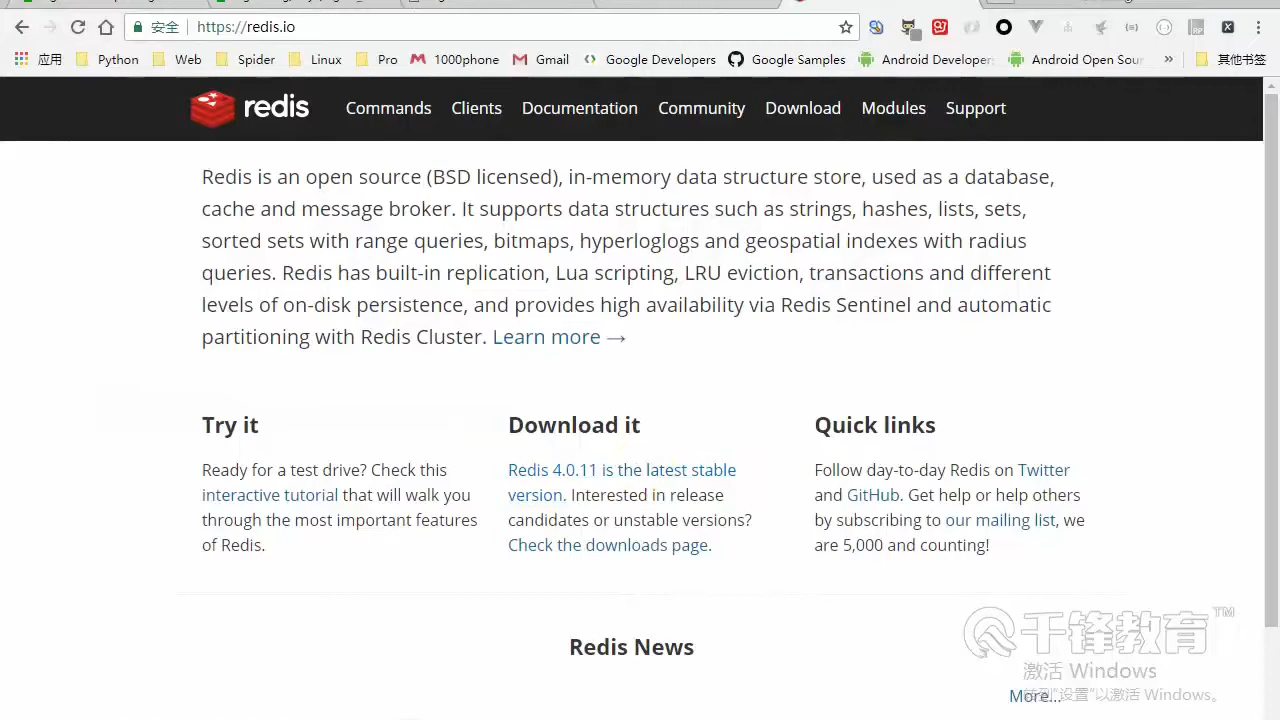 安全 https://redis.io
应用 Python Web Spider Linux Pro 1000phone Gmail Google Developers Google Samples Android Developer Android Open Sour » 其他书签
redis Commands Clients Documentation Community Download Modules Support
Redis is an open source (BSD licensed), in-memory data structure store, used as a database,
cache and message broker. It supports data structures such as strings, hashes, lists, sets,
sorted sets with range queries, bitmaps, hyperloglogs and geospatial indexes with radius
queries. Redis has built-in replication, Lua scripting, LRU eviction, transactions and different
levels of on-disk persistence, and provides high availability via Redis Sentinel and automatic
partitioning with Redis Cluster. Learn more →
Try it
Ready for a test drive? Check this
interactive tutorial that will walk you
through the most important features
of Redis.
Download it
Redis 4.0.11 is the latest stable
version. Interested in release
candidates or unstable versions?
Check the downloads page.
Quick links
Follow day-to-day Redis on Twitter
and GitHub. Get help or help others
by subscribing to our mailing list, we
are 5,000 and counting!
Redis News
More...
千锋教育 TM
激活 Windows
转到“设置”以激活 Windows。